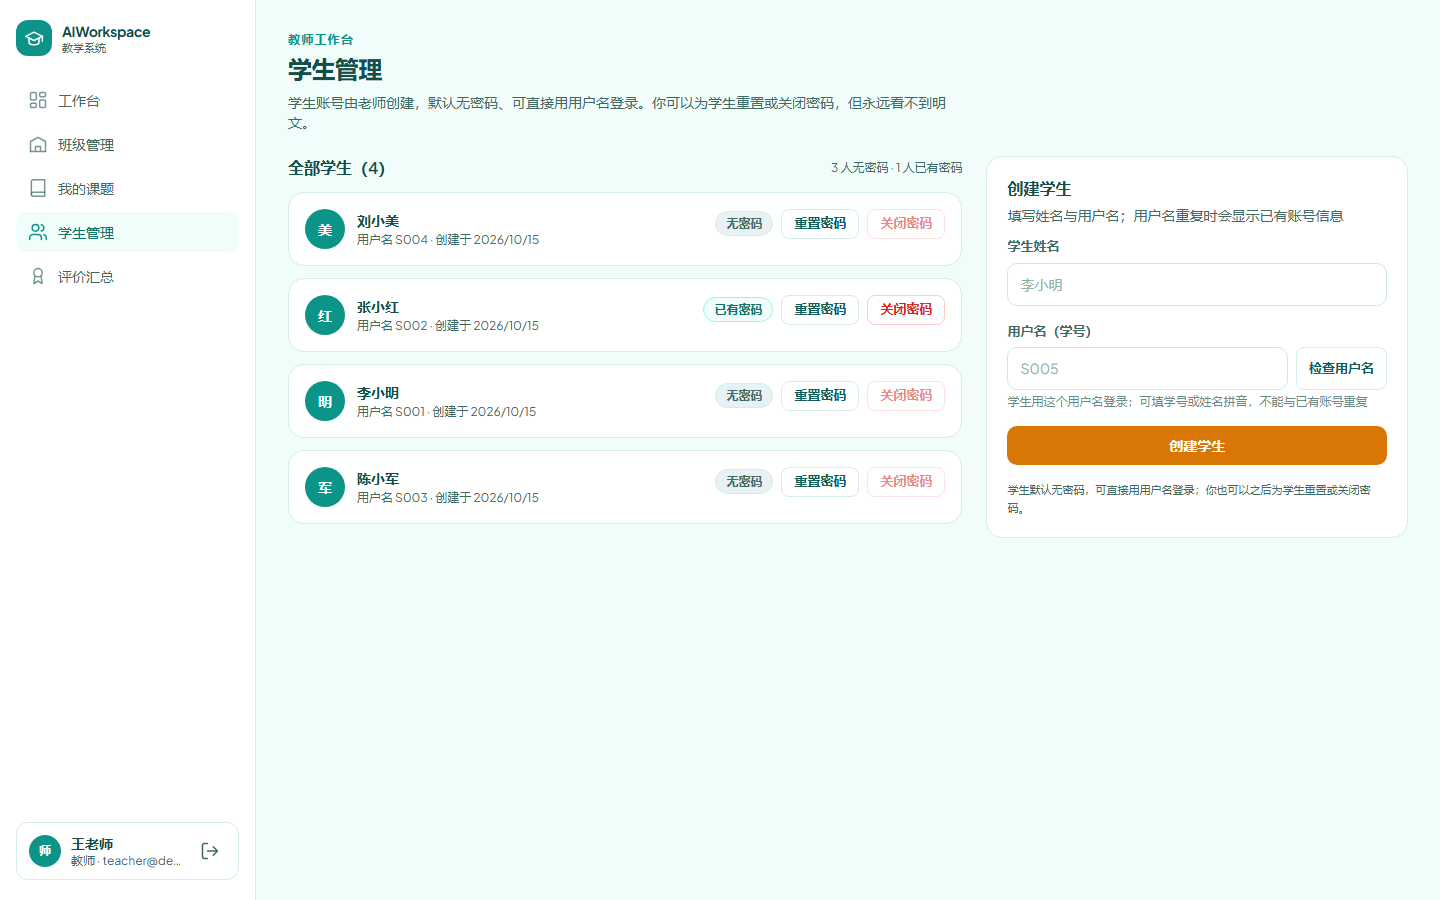 AIWorkspace
教学系统
工作台
班级管理
我的课题
学生管理
评价汇总
师
王老师
教师 · teacher@de...
教师工作台
学生管理
学生账号由老师创建，默认无密码、可直接用用户名登录。你可以为学生重置或关闭密码，但永远看不到明
文。
全部学生（4）
3 人无密码 · 1 人已有密码
美
刘小美
用户名 S004 · 创建于 2026/10/15
无密码
重置密码
关闭密码
红
张小红
用户名 S002 · 创建于 2026/10/15
已有密码
重置密码
关闭密码
明
李小明
用户名 S001 · 创建于 2026/10/15
无密码
重置密码
关闭密码
军
陈小军
用户名 S003 · 创建于 2026/10/15
无密码
重置密码
关闭密码
创建学生
填写姓名与用户名；用户名重复时会显示已有账号信息
学生姓名
李小明
用户名（学号）
S005
检查用户名
学生用这个用户名登录；可填学号或姓名拼音，不能与已有账号重复
创建学生
学生默认无密码，可直接用用户名登录；你也可以之后为学生重置或关闭密
码。